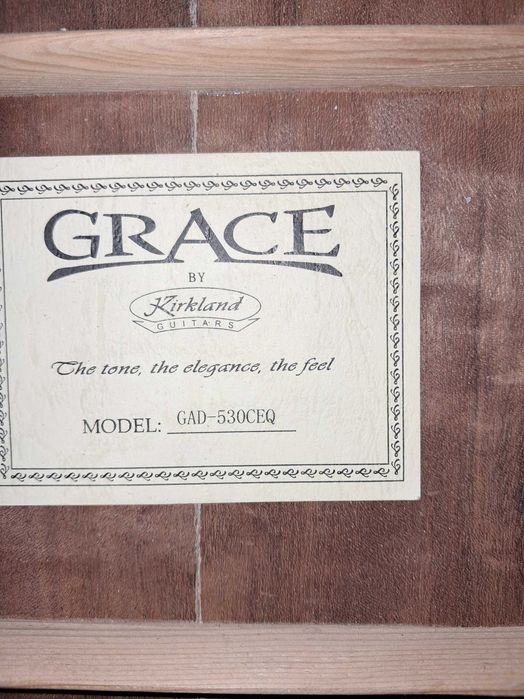 GRACE
BY
Kirkland
GUITARS
The tone, the elegance, the feel
MODEL: GAD-530CEQ